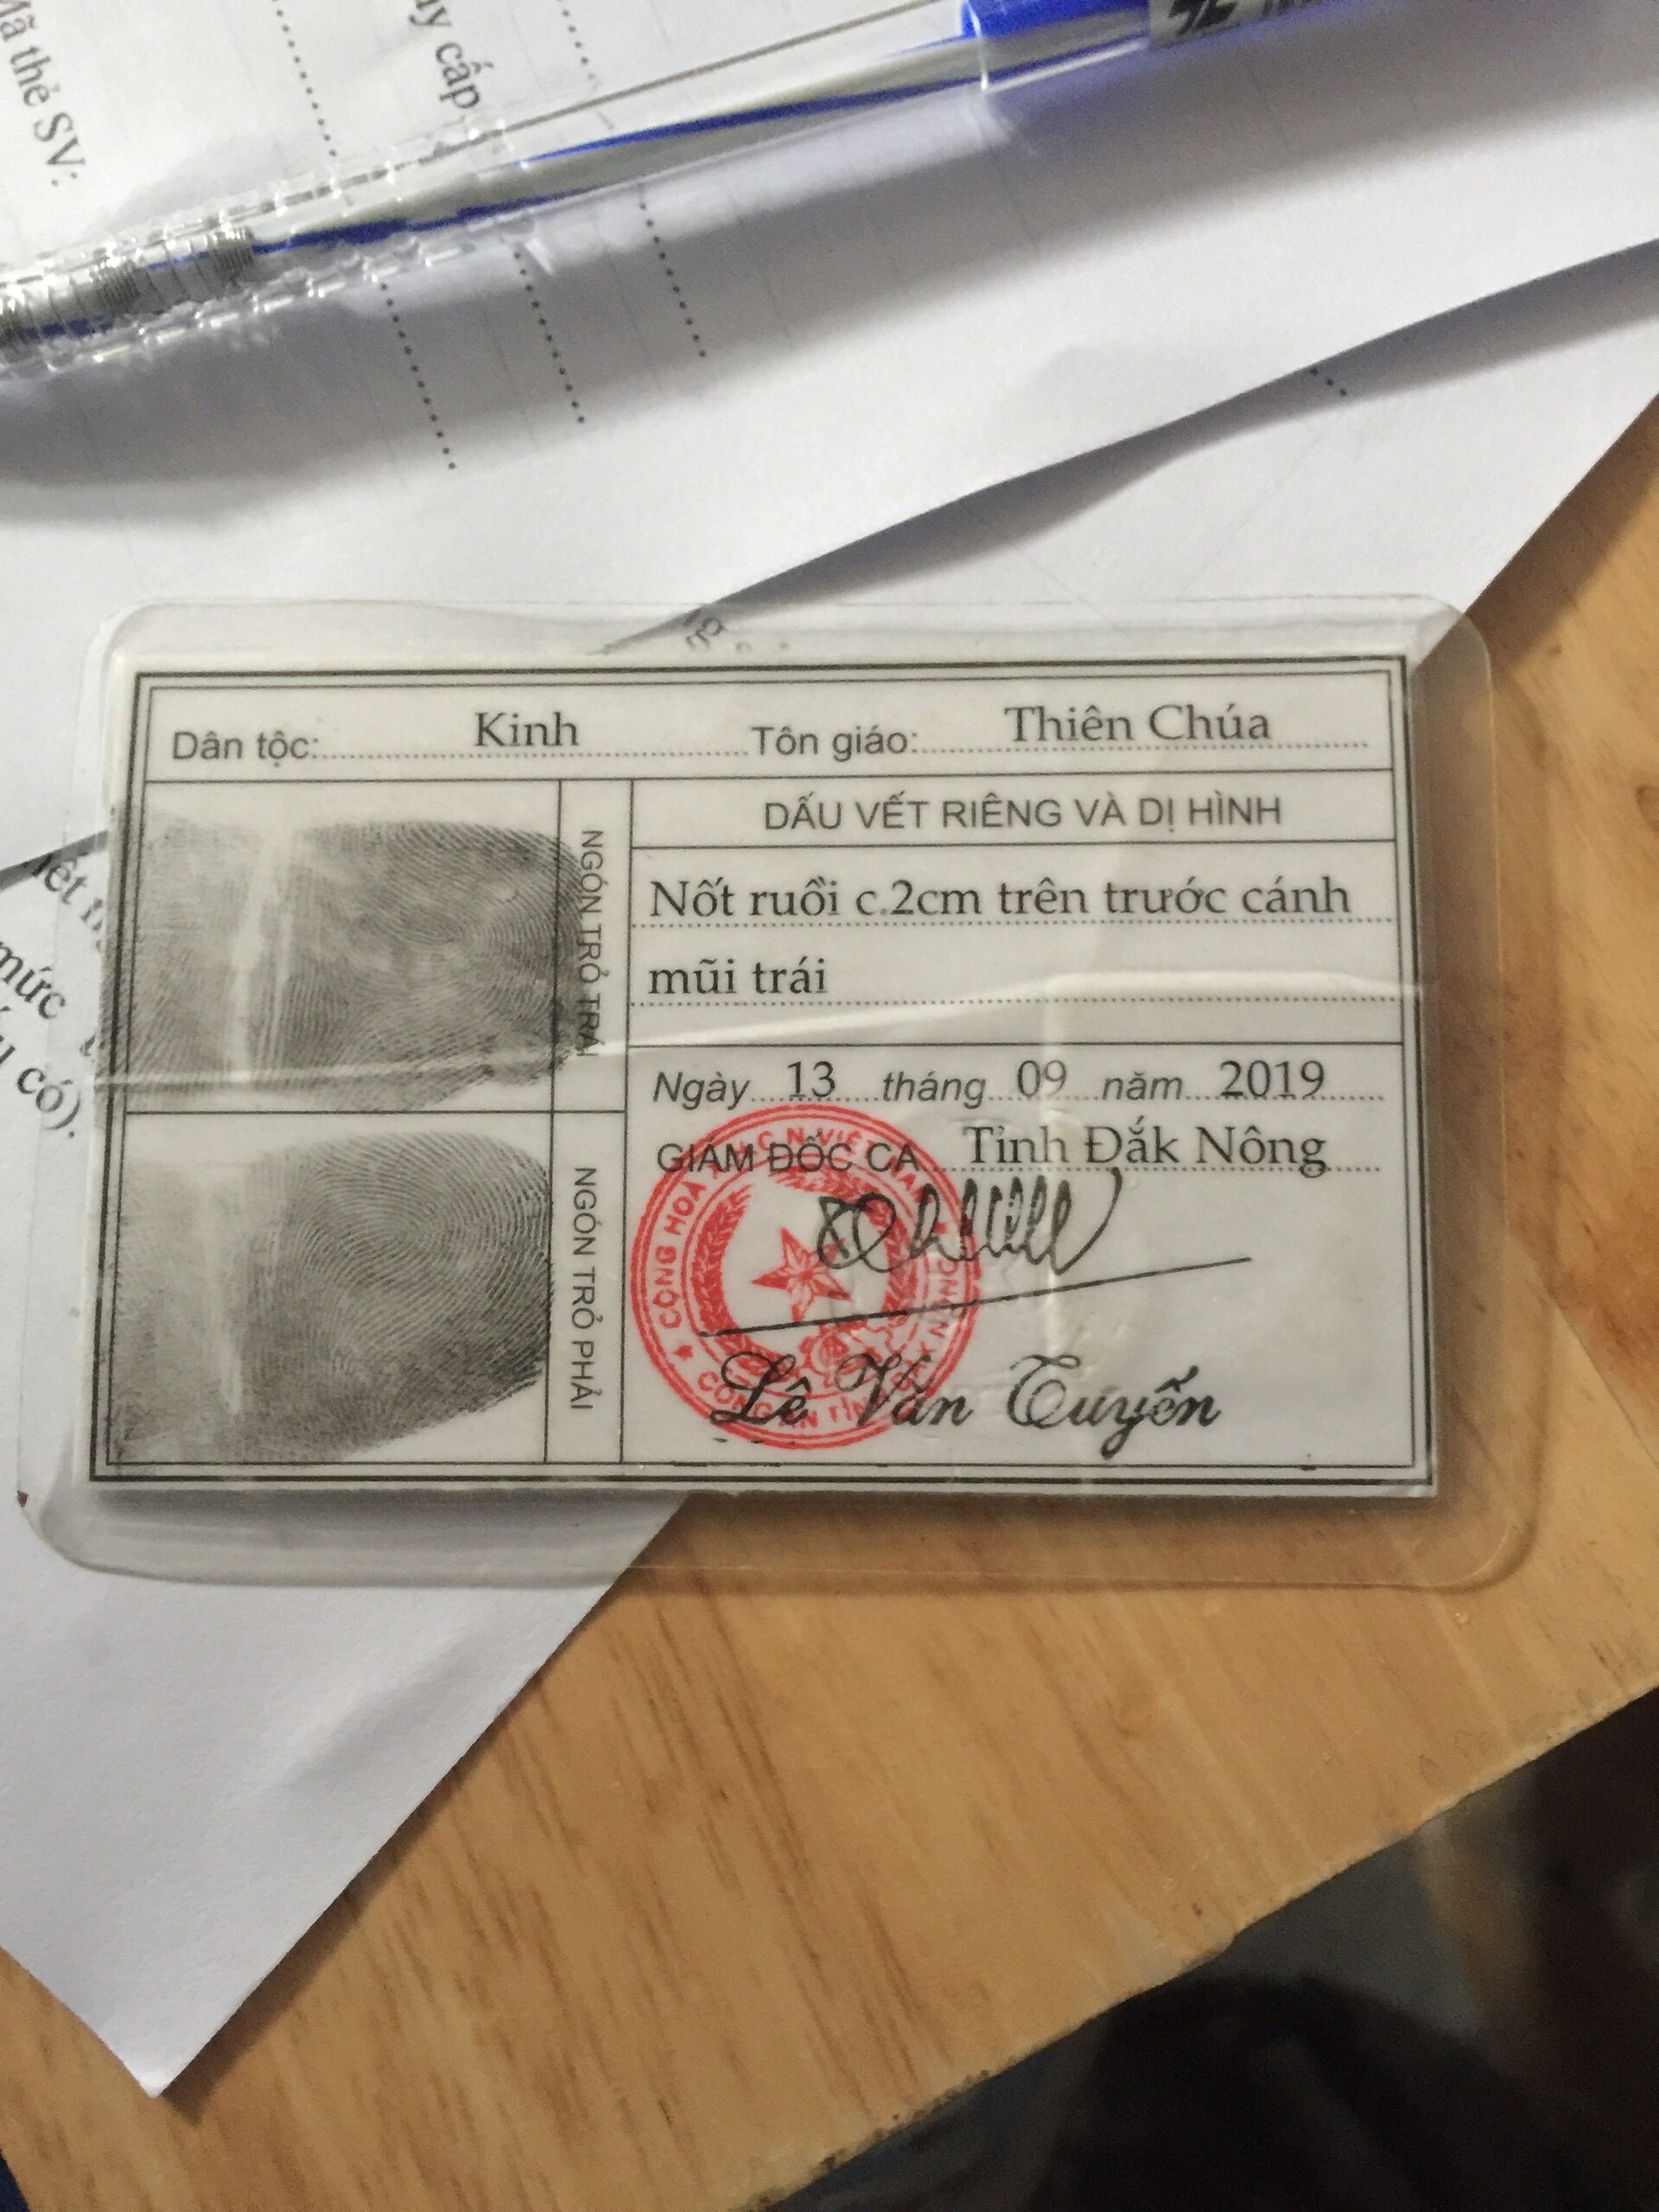 Mã thẻ SV:
cấp
Dân tộc: Kinh Tôn giáo: Thiên Chúa
NGÓN TRỎ TRÁI
NGÓN TRỎ PHẢI
DẤU VẾT RIÊNG VÀ DỊ HÌNH
Nốt ruồi c.2cm trên trước cánh
mũi trái
Ngày 13 tháng 09 năm 2019
GIÁM ĐỐC CA Tỉnh Đắk Nông
Lê Văn Tuyến
mức
có).